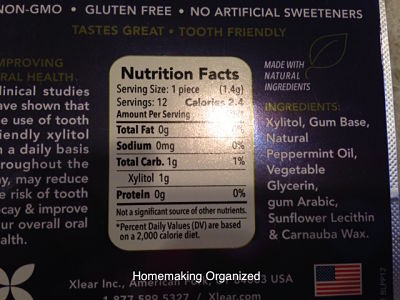 NON-GMO • GLUTEN FREE • NO ARTIFICIAL SWEETENERS
TASTES GREAT • TOOTH FRIENDLY
MPROVING
RAL HEALTH.
linical studies
ave shown that
e use of tooth
iendly xylitol
n a daily basis
roughout the
ay, may reduce
e risk of tooth
cay & improve
ur overall oral
alth.
Nutrition Facts
Serving Size: 1 piece (1.4g)
Servings: 12 Calories 2.4
Amount Per Serving
Total Fat 0g 0%
Sodium 0mg 0%
Total Carb. 1g 1%
Xylitol 1g
Protein 0g 0%
Not a significant source of other nutrients.
*Percent Daily Values (DV) are based
on a 2,000 calorie diet.
MADE WITH
NATURAL
INGREDIENTS
INGREDIENTS:
Xylitol, Gum Base,
Natural
Peppermint Oil,
Vegetable
Glycerin,
gum Arabic,
Sunflower Lecithin
& Carnauba Wax.
Xlear Inc., American Fork, UT 84003 USA
1-877-599-5327 / Xlear.com
Homemaking Organized